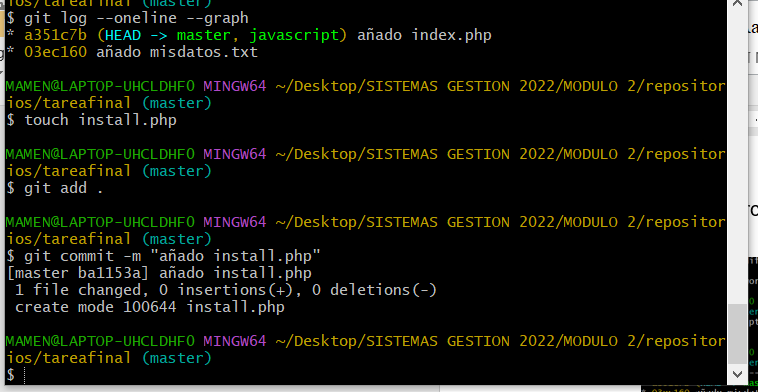 ios/tareafinal (master)
$ git log --oneline --graph
* a351c7b (HEAD -> master, javascript) añado index.php
* 03ec160 añado misdatos.txt
MAMEN@LAPTOP-UHCLDHF0 MINGW64 ~/Desktop/SISTEMAS GESTION 2022/MODULO 2/repositor
ios/tareafinal (master)
$ touch install.php
MAMEN@LAPTOP-UHCLDHF0 MINGW64 ~/Desktop/SISTEMAS GESTION 2022/MODULO 2/repositor
ios/tareafinal (master)
$ git add .
MAMEN@LAPTOP-UHCLDHF0 MINGW64 ~/Desktop/SISTEMAS GESTION 2022/MODULO 2/repositor
ios/tareafinal (master)
$ git commit -m "añado install.php"
[master ba1153a] añado install.php
 1 file changed, 0 insertions(+), 0 deletions(-)
 create mode 100644 install.php
MAMEN@LAPTOP-UHCLDHF0 MINGW64 ~/Desktop/SISTEMAS GESTION 2022/MODULO 2/repositor
ios/tareafinal (master)
$